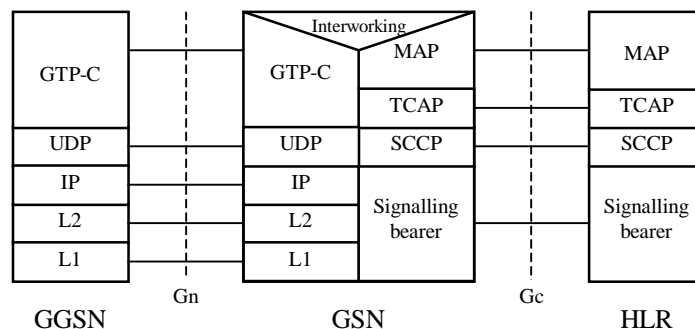 Interworking
GTP-C
GTP-C
MAP
MAP
TCAP
TCAP
UDP
UDP
SCCP
SCCP
IP
IP
L2
L2
Signalling
bearer
Signalling
bearer
L1
L1
Gn
Gc
GGSN
GSN
HLR